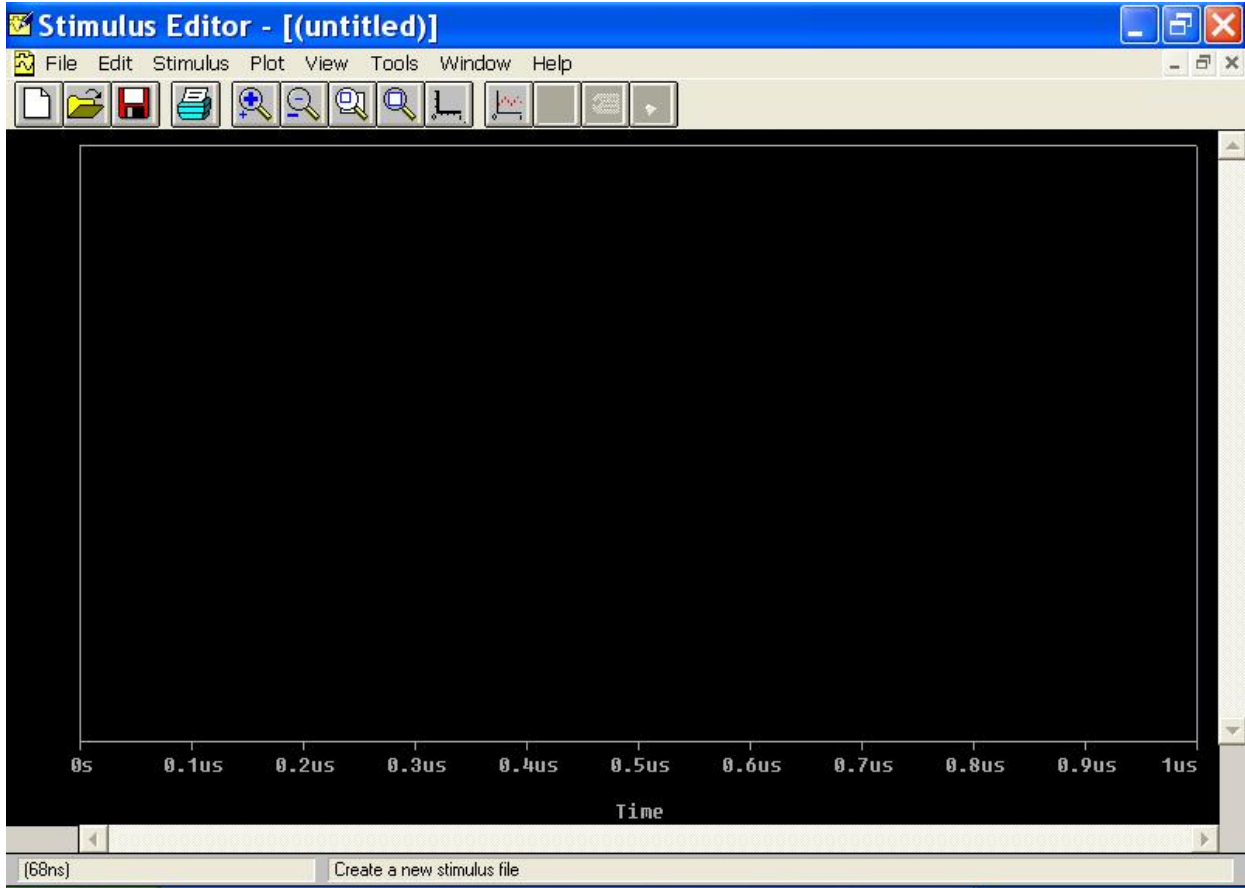 Stimulus Editor - [(untitled)]
File Edit Stimulus Plot View Tools Window Help
0s 0.1us 0.2us 0.3us 0.4us 0.5us 0.6us 0.7us 0.8us 0.9us 1us
Time
(68ns) Create a new stimulus file